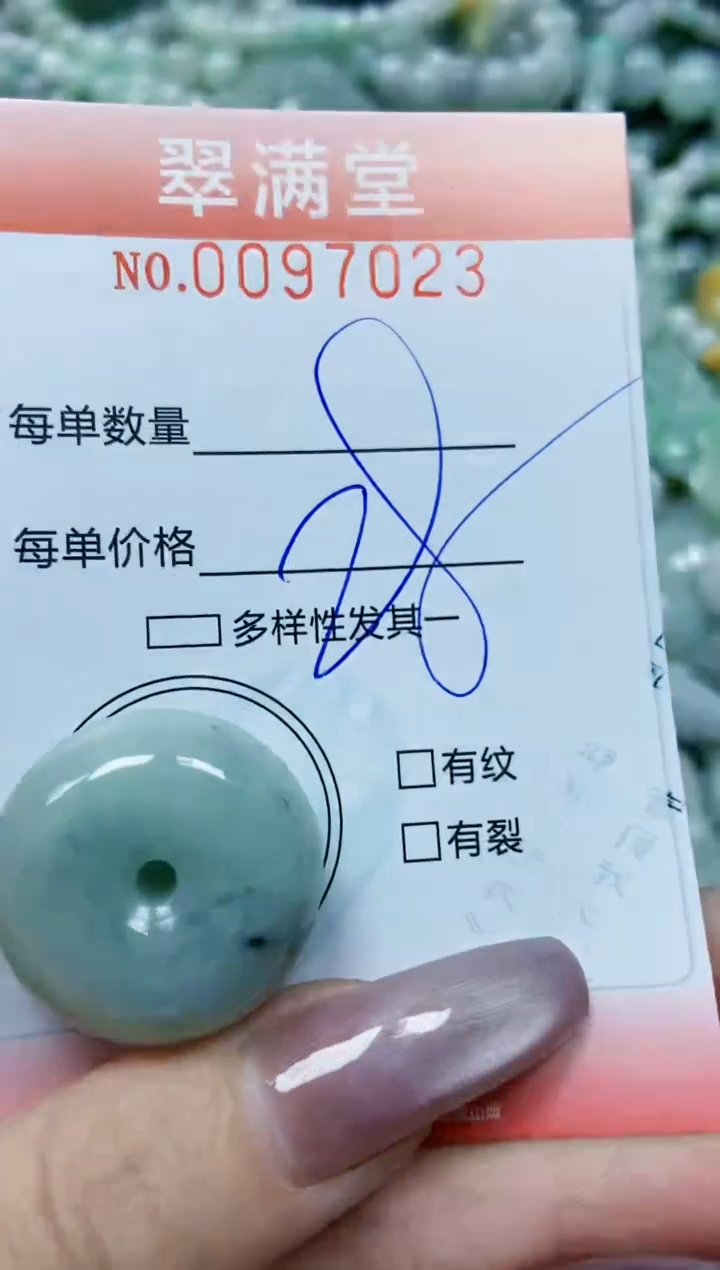 翠满堂
NO.0097023
每单数量
每单价格
多样性发其一
有纹
有裂